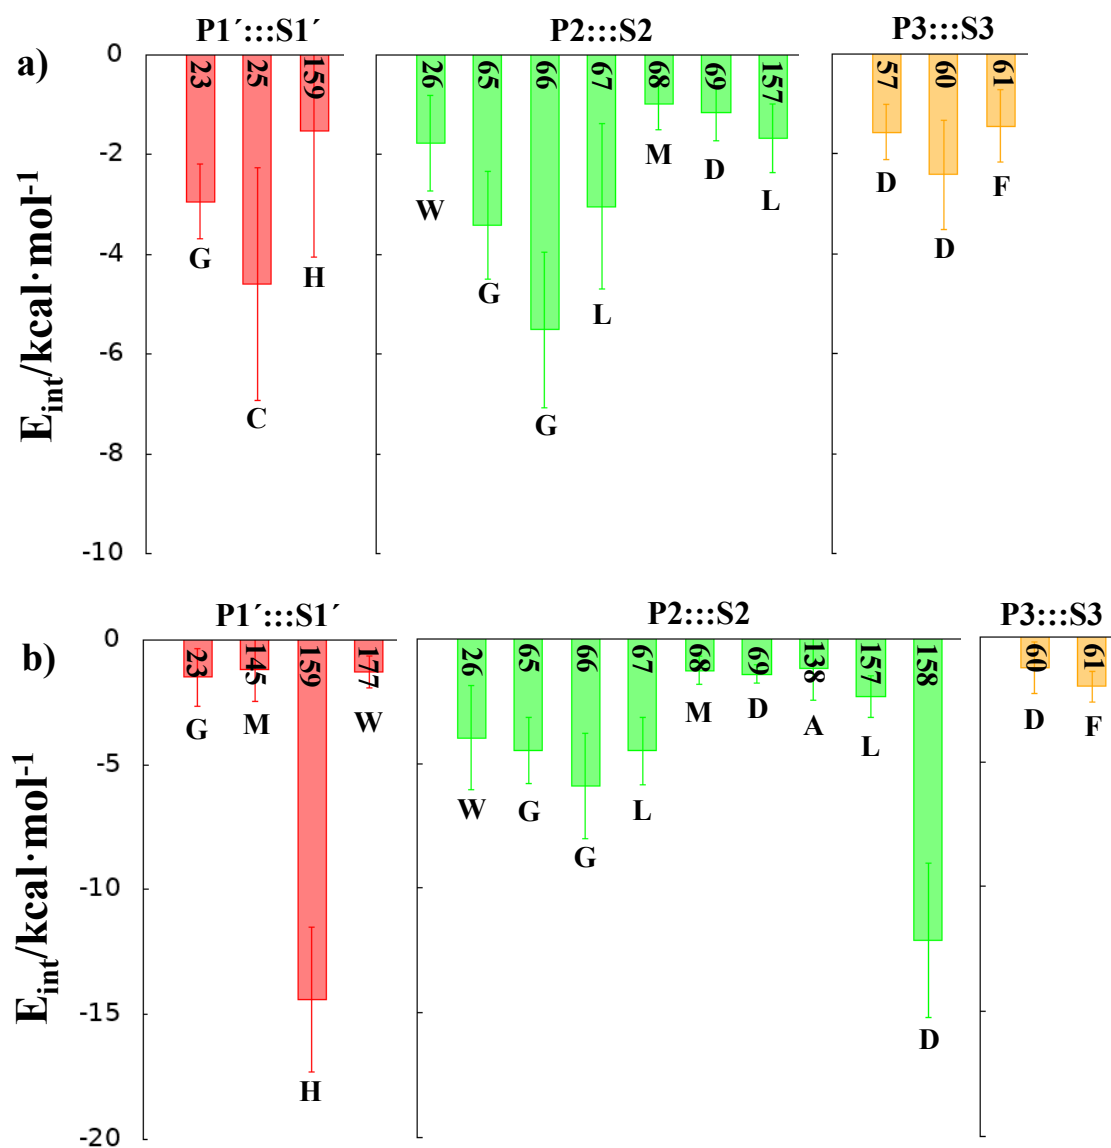 a)
P1´:::S1´
P2:::S2
P3:::S3
E_int/kcal·mol^-1
0
-2
-4
-6
-8
-10
23
25
159
G
C
H
26
65
66
67
68
69
157
W
G
G
L
M
D
L
57
60
61
D
D
F
b)
P1´:::S1´
P2:::S2
P3:::S3
E_int/kcal·mol^-1
0
-5
-10
-15
-20
23
145
159
177
G
M
H
W
26
65
66
67
68
69
138
157
158
W
G
G
L
M
D
A
L
D
60
61
D
F